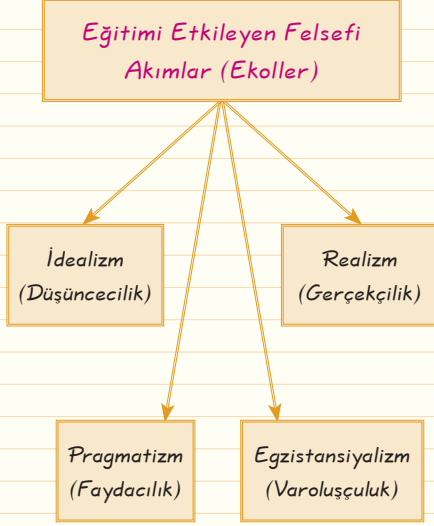 Eğitimi Etkileyen Felsefi
Akımlar (Ekoller)
İdealizm
(Düşüncecilik)
Realizm
(Gerçekçilik)
Pragmatizm
(Faydacılık)
Egzistansiyalizm
(Varoluşçuluk)